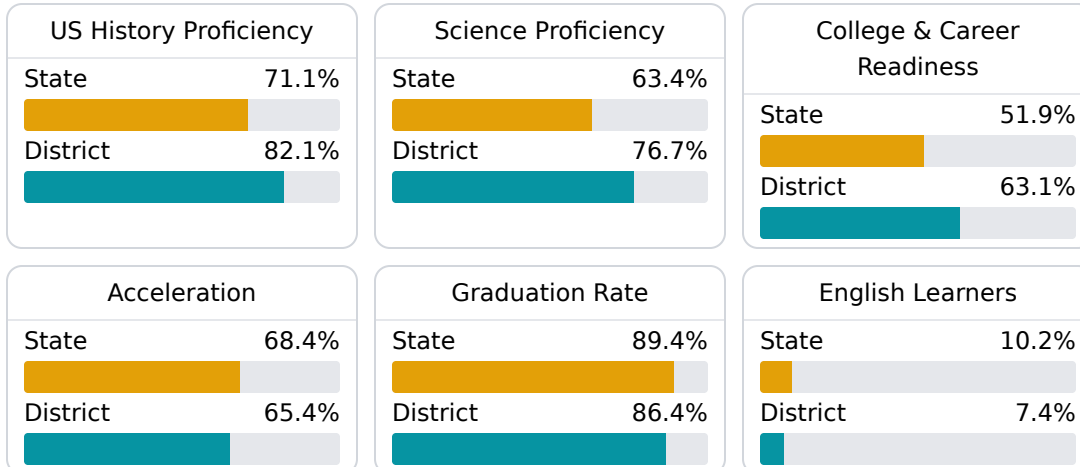 US History Proficiency
State 71.1%
District 82.1%
Science Proficiency
State 63.4%
District 76.7%
College & Career
Readiness
State 51.9%
District 63.1%
Acceleration
State 68.4%
District 65.4%
Graduation Rate
State 89.4%
District 86.4%
English Learners
State 10.2%
District 7.4%